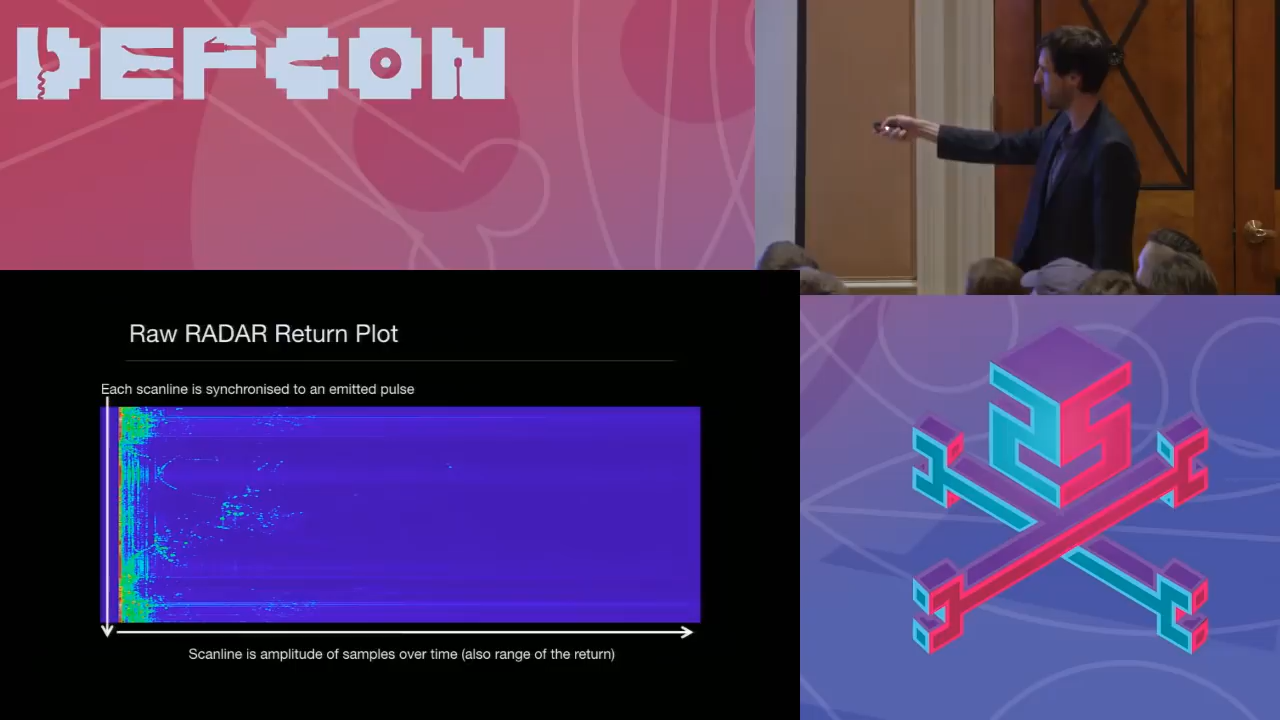 DEFCON
Raw RADAR Return Plot
Each scanline is synchronised to an emitted pulse
Scanline is amplitude of samples over time (also range of the return)
25